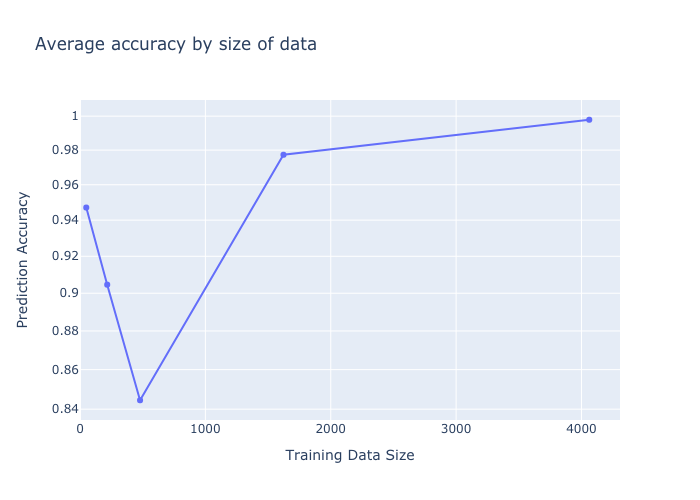 Average accuracy by size of data
1
0.98
0.96
0.94
0.92
0.9
0.88
0.86
0.84
Prediction Accuracy
0 1000 2000 3000 4000
Training Data Size